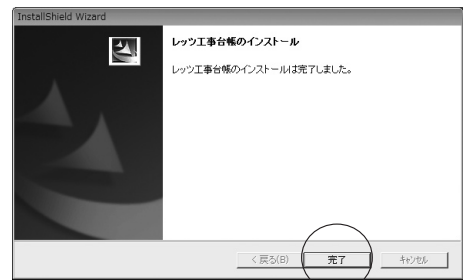 InstallShield Wizard
レッツ工事台帳のインストール
レッツ工事台帳のインストールは完了しました。
< 戻る(B)
完了
キャンセル